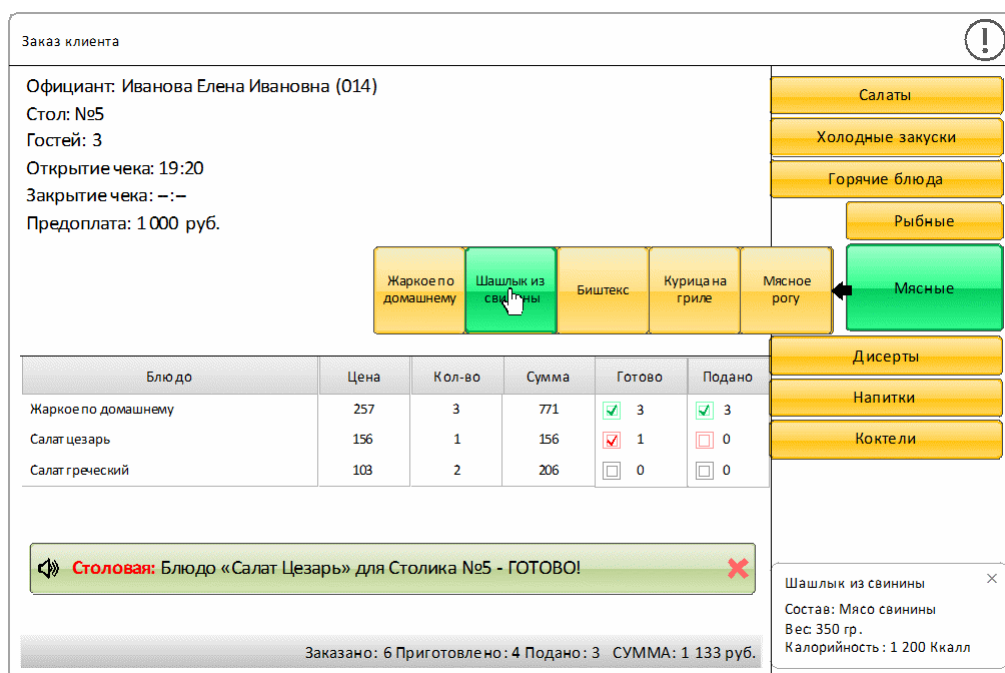 Заказ клиента
Официант: Иванова Елена Ивановна (014)
Стол: №5
Гостей: 3
Открытие чека: 19:20
Закрытие чека: --:--
Предоплата: 1 000 руб.
Салаты
Холодные закуски
Горячие блюда
Рыбные
Мясные
Жаркое по домашнему
Шашлык из свинины
Биштекс
Курица на гриле
Мясное рогу
Дисерты
Напитки
Коктели
Блюдо Цена Кол-во Сумма Готово Подано
Жаркое по домашнему 257 3 771 3 3
Салат цезарь 156 1 156 1 0
Салат греческий 103 2 206 0 0
Столовая: Блюдо «Салат Цезарь» для Столика №5 - ГОТОВО!
Заказано: 6 Приготовлено: 4 Подано: 3 СУММА: 1 133 руб.
Шашлык из свинины
Состав: Мясо свинины
Вес: 350 гр.
Калорийность: 1 200 Ккалл